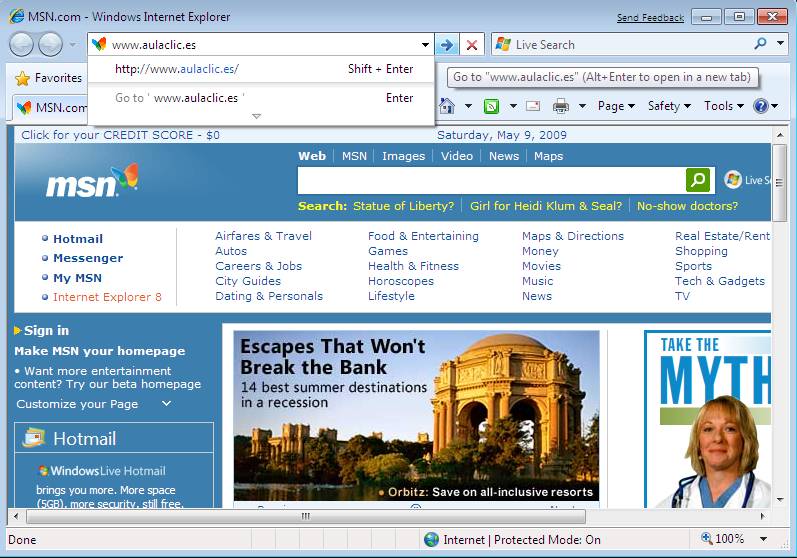 MSN.com - Windows Internet Explorer
Send Feedback
www.aulaclic.es
Live Search
http://www.aulaclic.es/ Shift + Enter
Go to ' www.aulaclic.es ' Enter
Go to "www.aulaclic.es" (Alt+Enter to open in a new tab)
Favorites
MSN.com
Page
Safety
Tools
Click for your CREDIT SCORE - $0
Saturday, May 9, 2009
msn
Web | MSN | Images | Video | News | Maps
Live Se
Search: Statue of Liberty? | Girl for Heidi Klum & Seal? | No-show doctors?
Hotmail
Messenger
My MSN
Internet Explorer 8
Airfares & Travel
Autos
Careers & Jobs
City Guides
Dating & Personals
Food & Entertaining
Games
Health & Fitness
Horoscopes
Lifestyle
Maps & Directions
Money
Movies
Music
News
Real Estate/Rent
Shopping
Sports
Tech & Gadgets
TV
Sign in
Make MSN your homepage
• Want more entertainment
content? Try our beta homepage
Customize your Page
Hotmail
Windows Live Hotmail
brings you more. More space
(5GB), more security, still free.
Escapes That Won't
Break the Bank
14 best summer destinations
in a recession
• Orbitz: Save on all-inclusive resorts
TAKE THE
MYTH
Done
Internet | Protected Mode: On
100%